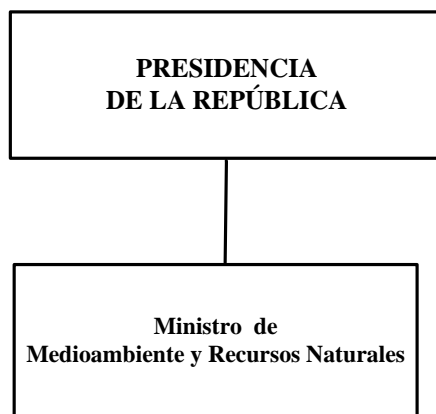 PRESIDENCIA
DE LA REPÚBLICA
Ministro de
Medioambiente y Recursos Naturales